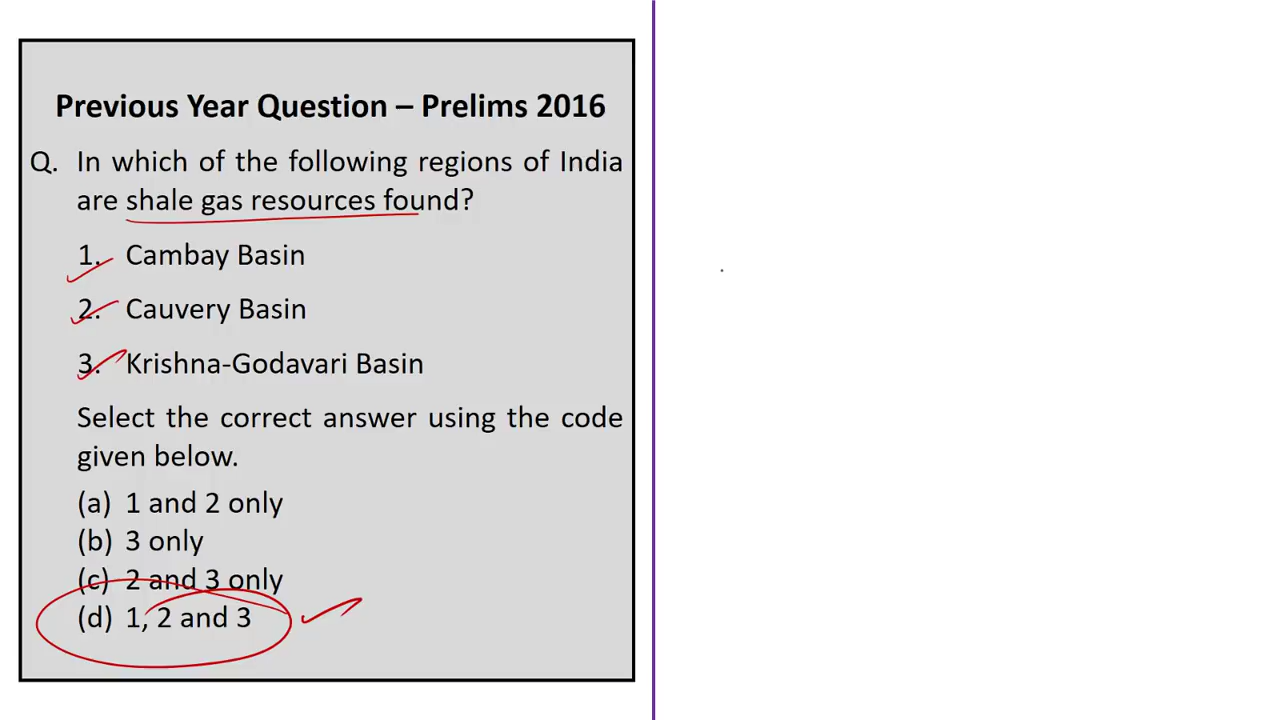 Previous Year Question – Prelims 2016
Q. In which of the following regions of India
are shale gas resources found?
1. Cambay Basin
2. Cauvery Basin
3. Krishna-Godavari Basin
Select the correct answer using the code
given below.
(a) 1 and 2 only
(b) 3 only
(c) 2 and 3 only
(d) 1, 2 and 3